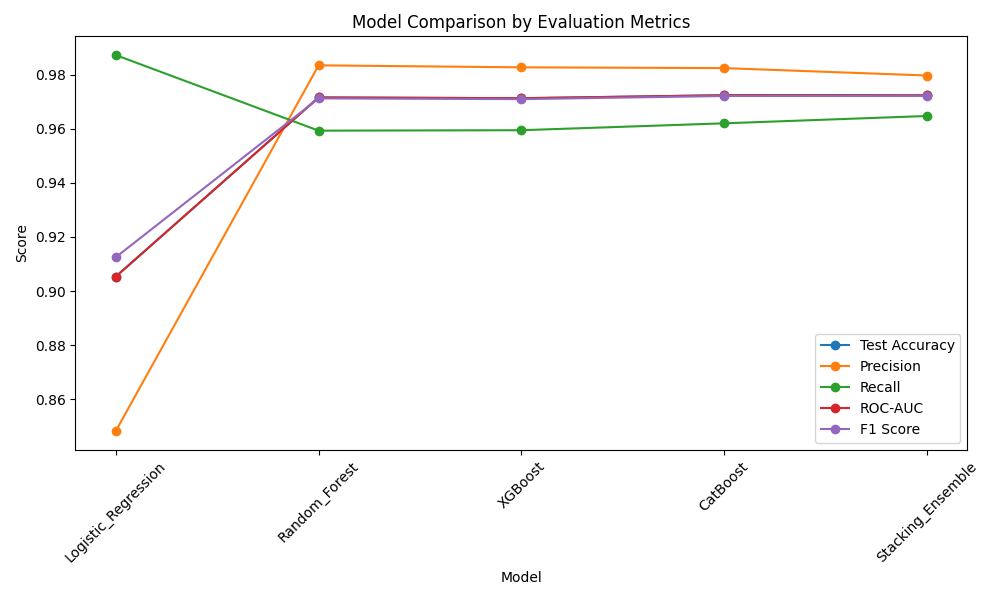 Model Comparison by Evaluation Metrics
Score
0.98
0.96
0.94
0.92
0.90
0.88
0.86
Test Accuracy
Precision
Recall
ROC-AUC
F1 Score
Logistic_Regression
Random_Forest
XGBoost
CatBoost
Stacking_Ensemble
Model